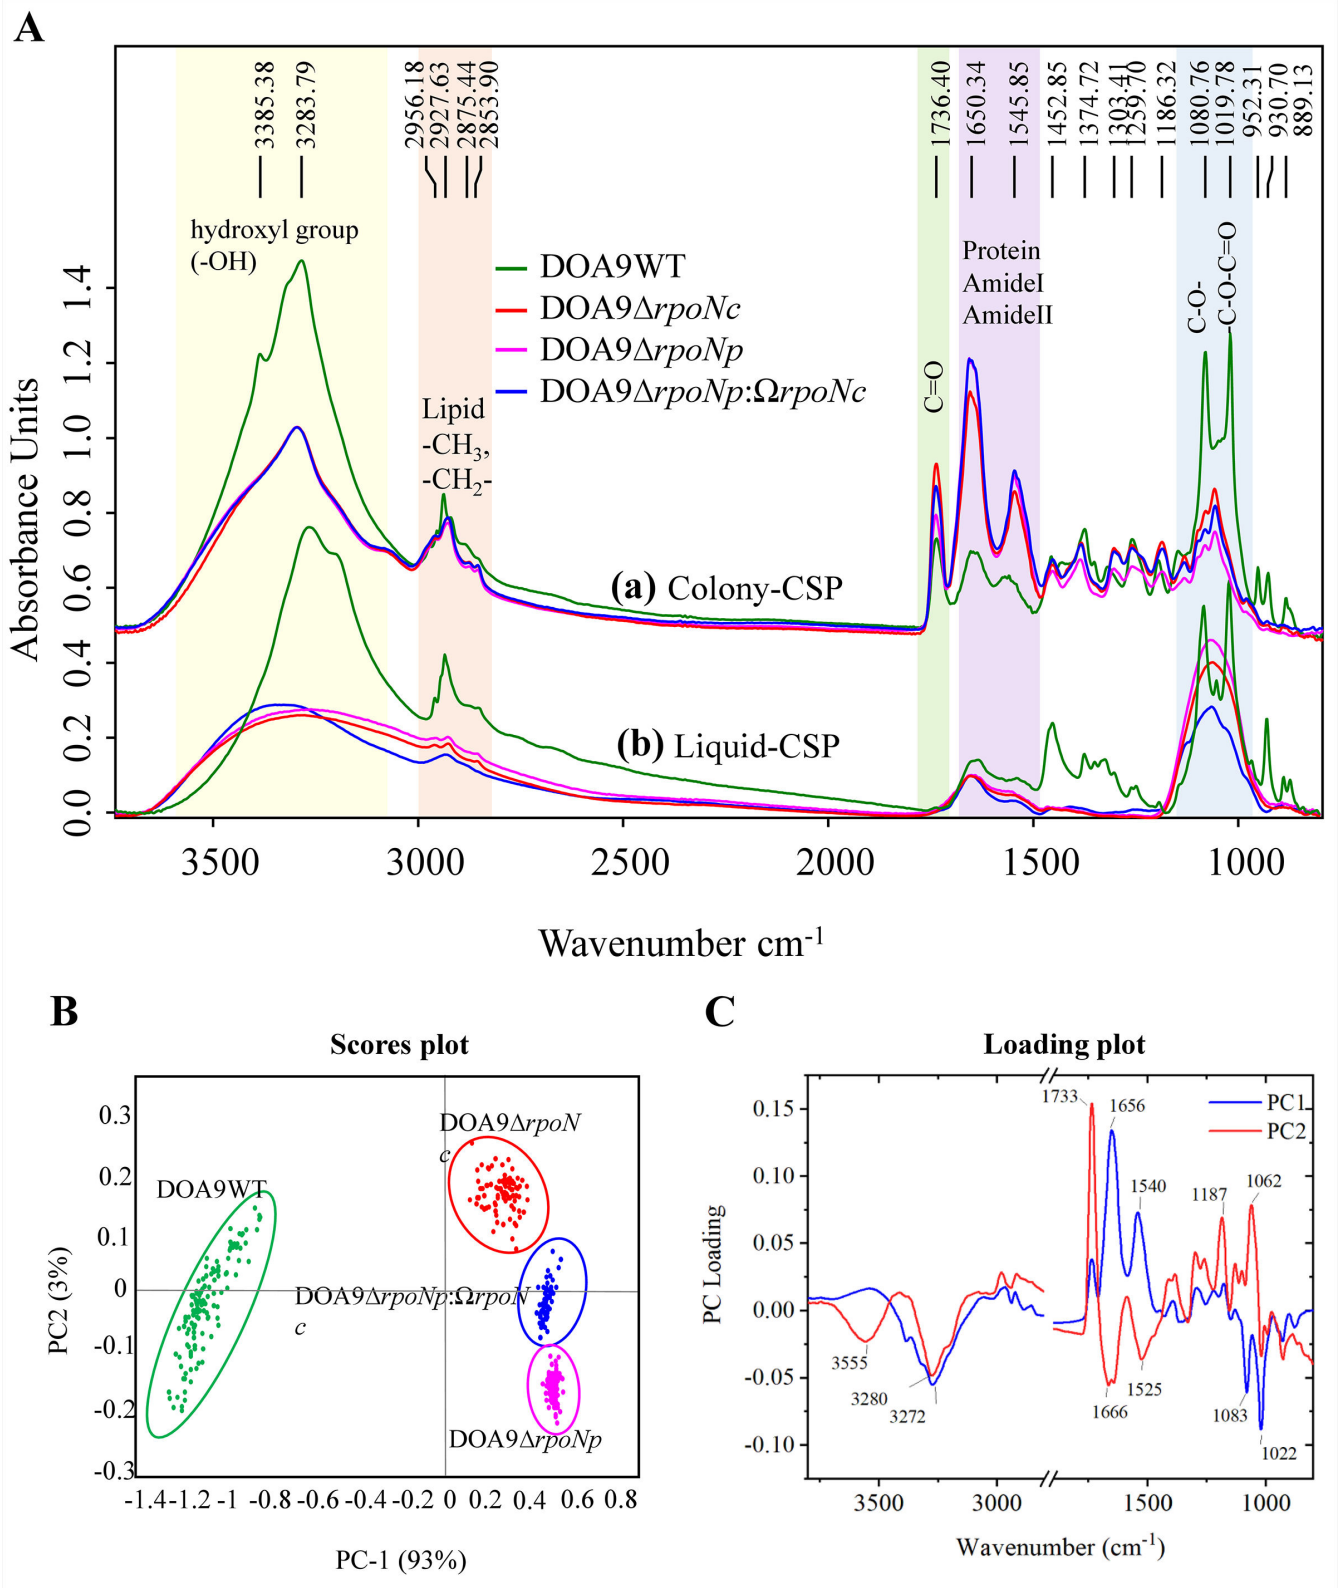 A
3385.38
3283.79
2956.18
2927.63
2875.44
2853.90
1736.40
1650.34
1545.85
1452.85
1374.72
1303.41
1259.70
1186.32
1080.76
1019.78
952.31
930.70
889.13
hydroxyl group
(-OH)
DOA9WT
DOA9ΔrpoNc
DOA9ΔrpoNp
DOA9ΔrpoNp:ΩrpoNc
Lipid
-CH3,
-CH2-
C=O
Protein
AmideI
AmideII
C-O-
C-O-C=O
(a) Colony-CSP
(b) Liquid-CSP
Absorbance Units
1.4
1.2
1.0
0.8
0.6
0.4
0.2
0.0
3500
3000
2500
2000
1500
1000
Wavenumber cm-1
B
Scores plot
DOA9ΔrpoN
c
DOA9WT
DOA9ΔrpoNp:ΩrpoN
c
DOA9ΔrpoNp
PC2 (3%)
0.3
0.2
0.1
0
-0.1
-0.2
-0.3
-1.4 -1.2 -1 -0.8 -0.6 -0.4 -0.2 0 0.2 0.4 0.6 0.8
PC-1 (93%)
C
Loading plot
PC1
PC2
1733
1656
1540
1187
1062
3555
3280
3272
1666
1525
1083
1022
PC Loading
0.15
0.10
0.05
0.00
-0.05
-0.10
3500
3000
1500
1000
Wavenumber (cm-1)